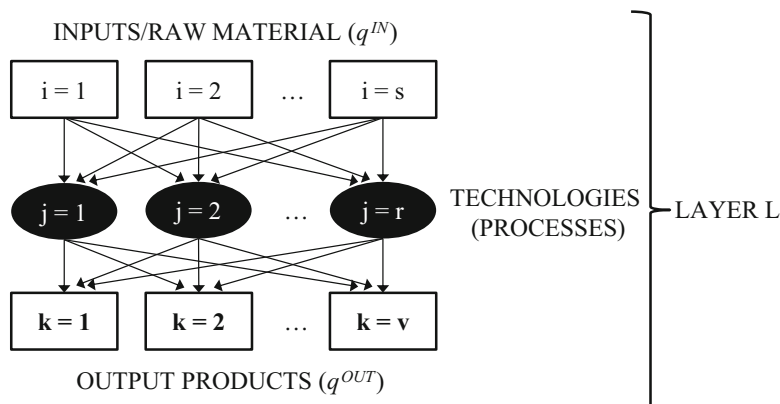 INPUTS/RAW MATERIAL (q^IN)
i = 1 i = 2 … i = s
j = 1 j = 2 … j = r
TECHNOLOGIES
(PROCESSES)
LAYER L
k = 1 k = 2 … k = v
OUTPUT PRODUCTS (q^OUT)